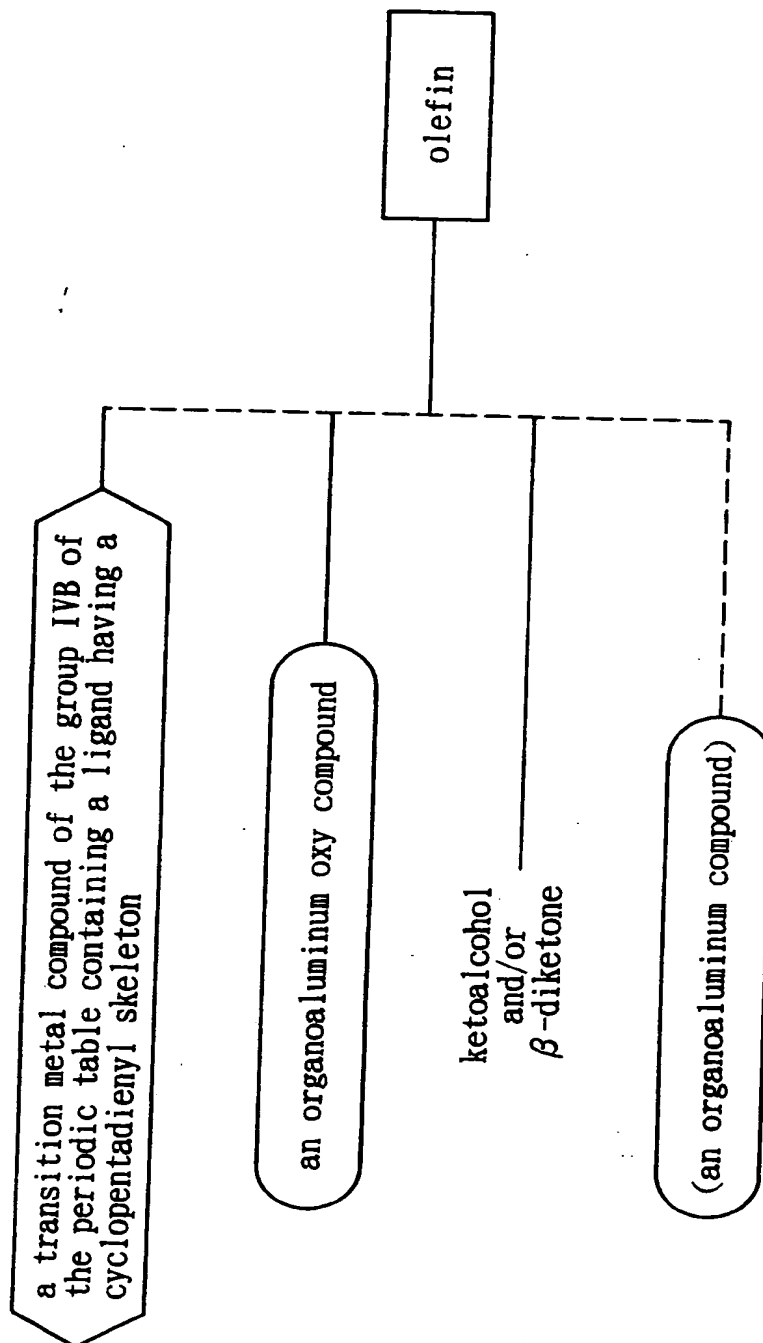 a transition metal compound of the group IVB of
the periodic table containing a ligand having a
cyclopentadienyl skeleton
an organoaluminum oxy compound
ketoalcohol
and/or
β-diketone
(an organoaluminum compound)
olefin